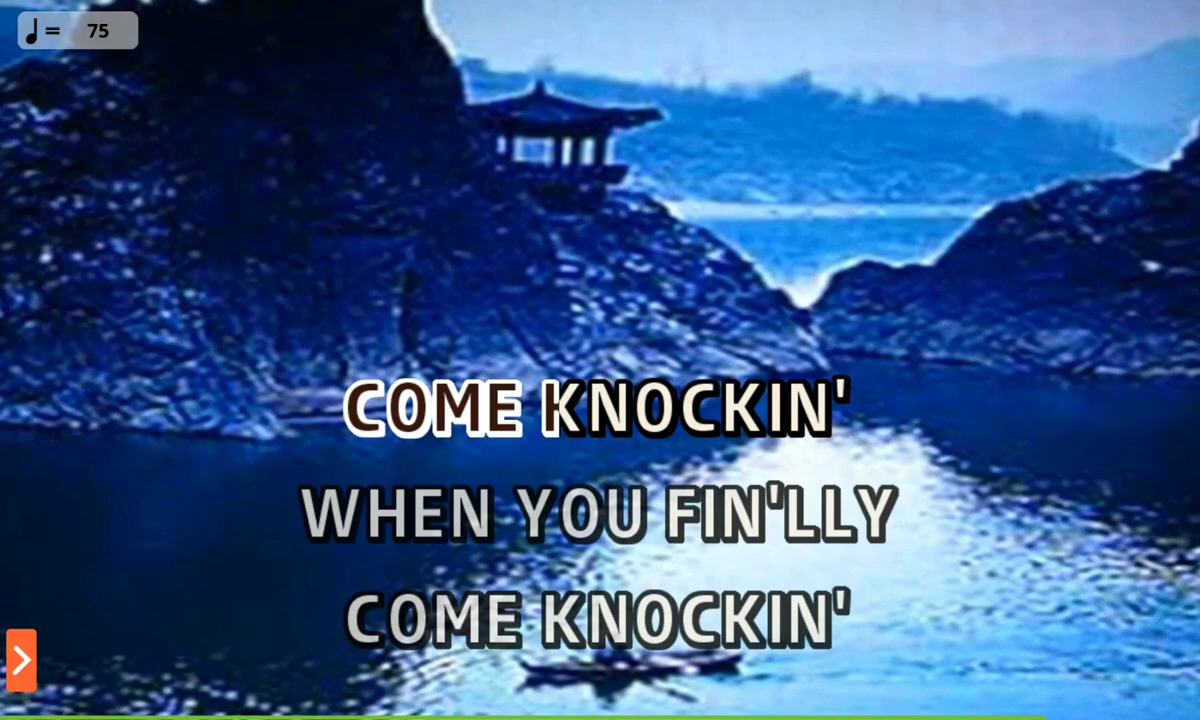 ♩ = 75
COME KNOCKIN'
WHEN YOU FIN'LLY
COME KNOCKIN'